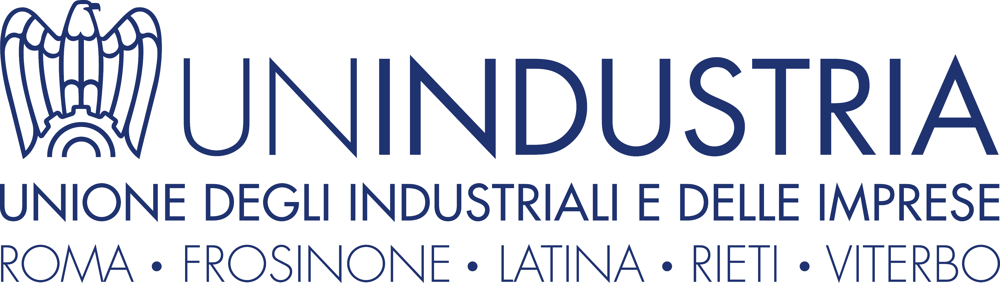 UNINDUSTRIA
UNIONE DEGLI INDUSTRIALI E DELLE IMPRESE
ROMA • FROSINONE • LATINA • RIETI • VITERBO